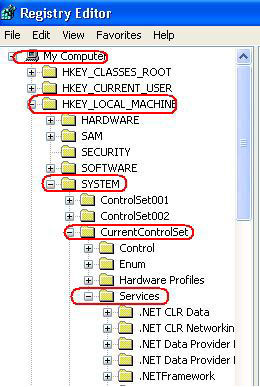 Registry Editor
File Edit View Favorites Help
My Computer
HKEY_CLASSES_ROOT
HKEY_CURRENT_USER
HKEY_LOCAL_MACHINE
HARDWARE
SAM
SECURITY
SOFTWARE
SYSTEM
ControlSet001
ControlSet002
CurrentControlSet
Control
Enum
Hardware Profiles
Services
.NET CLR Data
.NET CLR Networkin
.NET Data Provider
.NET Data Provider
.NETFramework